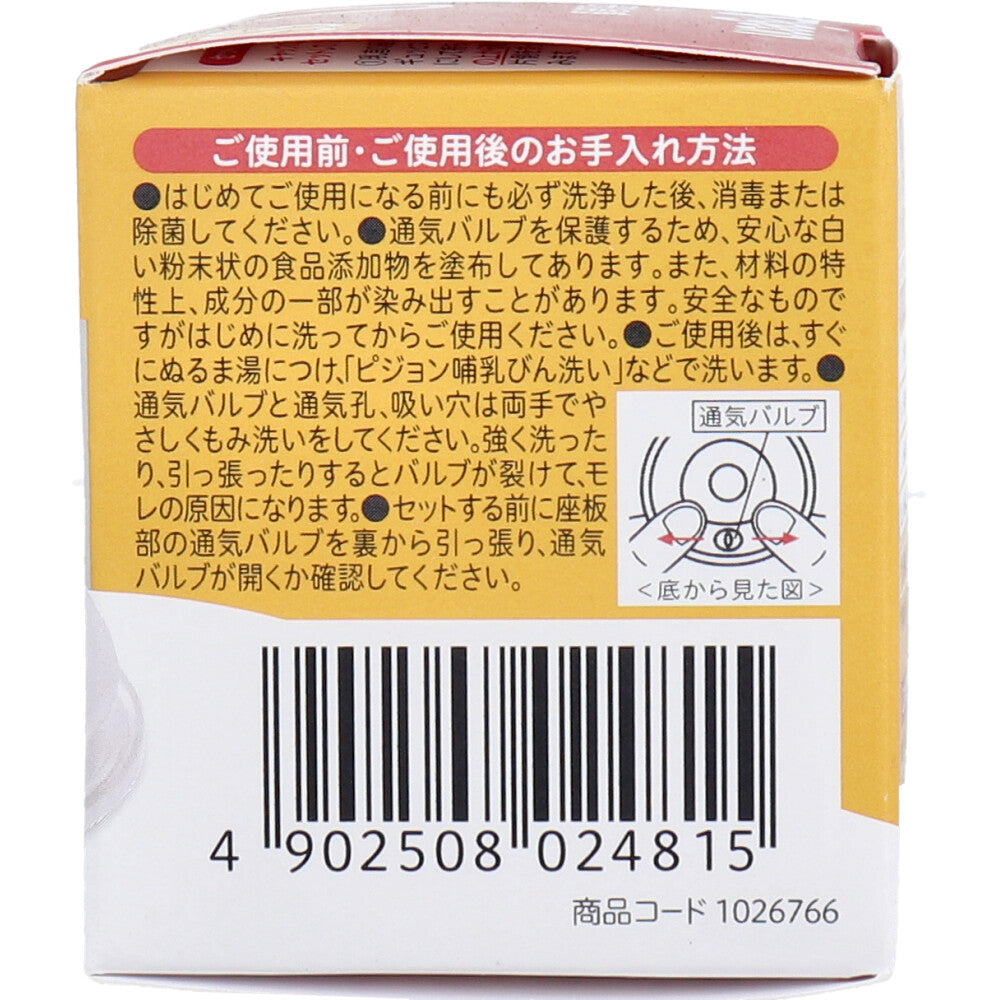 ご使用前・ご使用後のお手入れ方法
●はじめてご使用になる前にも必ず洗浄した後、消毒または
除菌してください。●通気バルブを保護するため、安心な白
い粉末状の食品添加物を塗布してあります。また、材料の特
性上、成分の一部が染み出すことがあります。安全なもので
すがはじめに洗ってからご使用ください。●ご使用後は、すぐ
にぬるま湯につけ、「ピジョン哺乳びん洗い」などで洗います。●
通気バルブと通気孔、吸い穴は両手でや
さしくもみ洗いをしてください。強く洗った
り、引っ張ったりするとバルブが裂けて、モ
レの原因になります。●セットする前に座板
部の通気バルブを裏から引っ張り、通気
バルブが開くか確認してください。
通気バルブ
<底から見た図>
4 902508 024815
商品コード 1026766